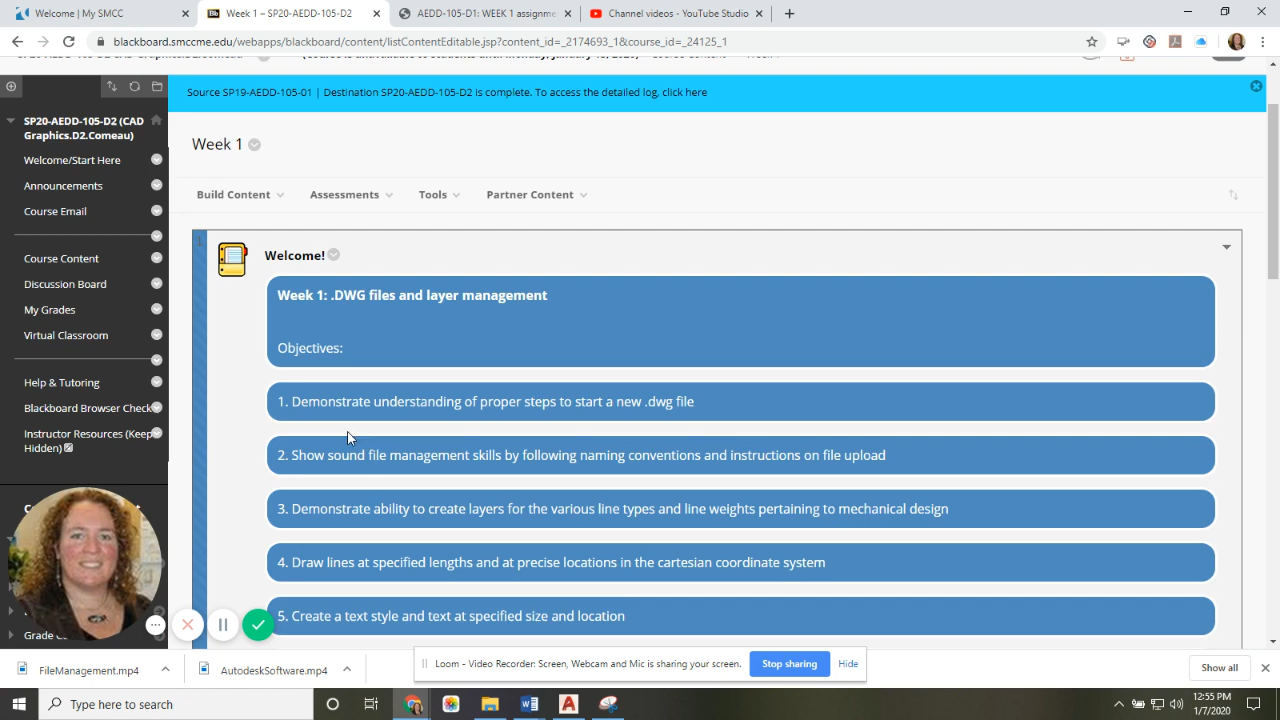 Welcome | My SMCC
Bb Week 1 – SP20-AEDD-105-D2
AEDD-105-D1: WEEK 1 assignme
Channel videos - YouTube Studio
blackboard.smccme.edu/webapps/blackboard/content/listContentEditable.jsp?content_id=_2174693_1&course_id=_24125_1
Source SP19-AEDD-105-01 | Destination SP20-AEDD-105-D2 is complete. To access the detailed log, click here
SP20-AEDD-105-D2 (CAD
Graphics.D2.Comeau)
Welcome/Start Here
Announcements
Course Email
Course Content
Discussion Board
My Grades
Virtual Classroom
Help & Tutoring
Blackboard Browser Check
Instructor Resources (Keep
Hidden)
Week 1
Build Content
Assessments
Tools
Partner Content
Welcome!
Week 1: .DWG files and layer management
Objectives:
1. Demonstrate understanding of proper steps to start a new .dwg file
2. Show sound file management skills by following naming conventions and instructions on file upload
3. Demonstrate ability to create layers for the various line types and line weights pertaining to mechanical design
4. Draw lines at specified lengths and at precise locations in the cartesian coordinate system
5. Create a text style and text at specified size and location
FileManagement.mp4
AutodeskSoftware.mp4
Loom - Video Recorder: Screen, Webcam and Mic is sharing your screen.
Stop sharing
Hide
Show all
Type here to search
12:55 PM
1/7/2020